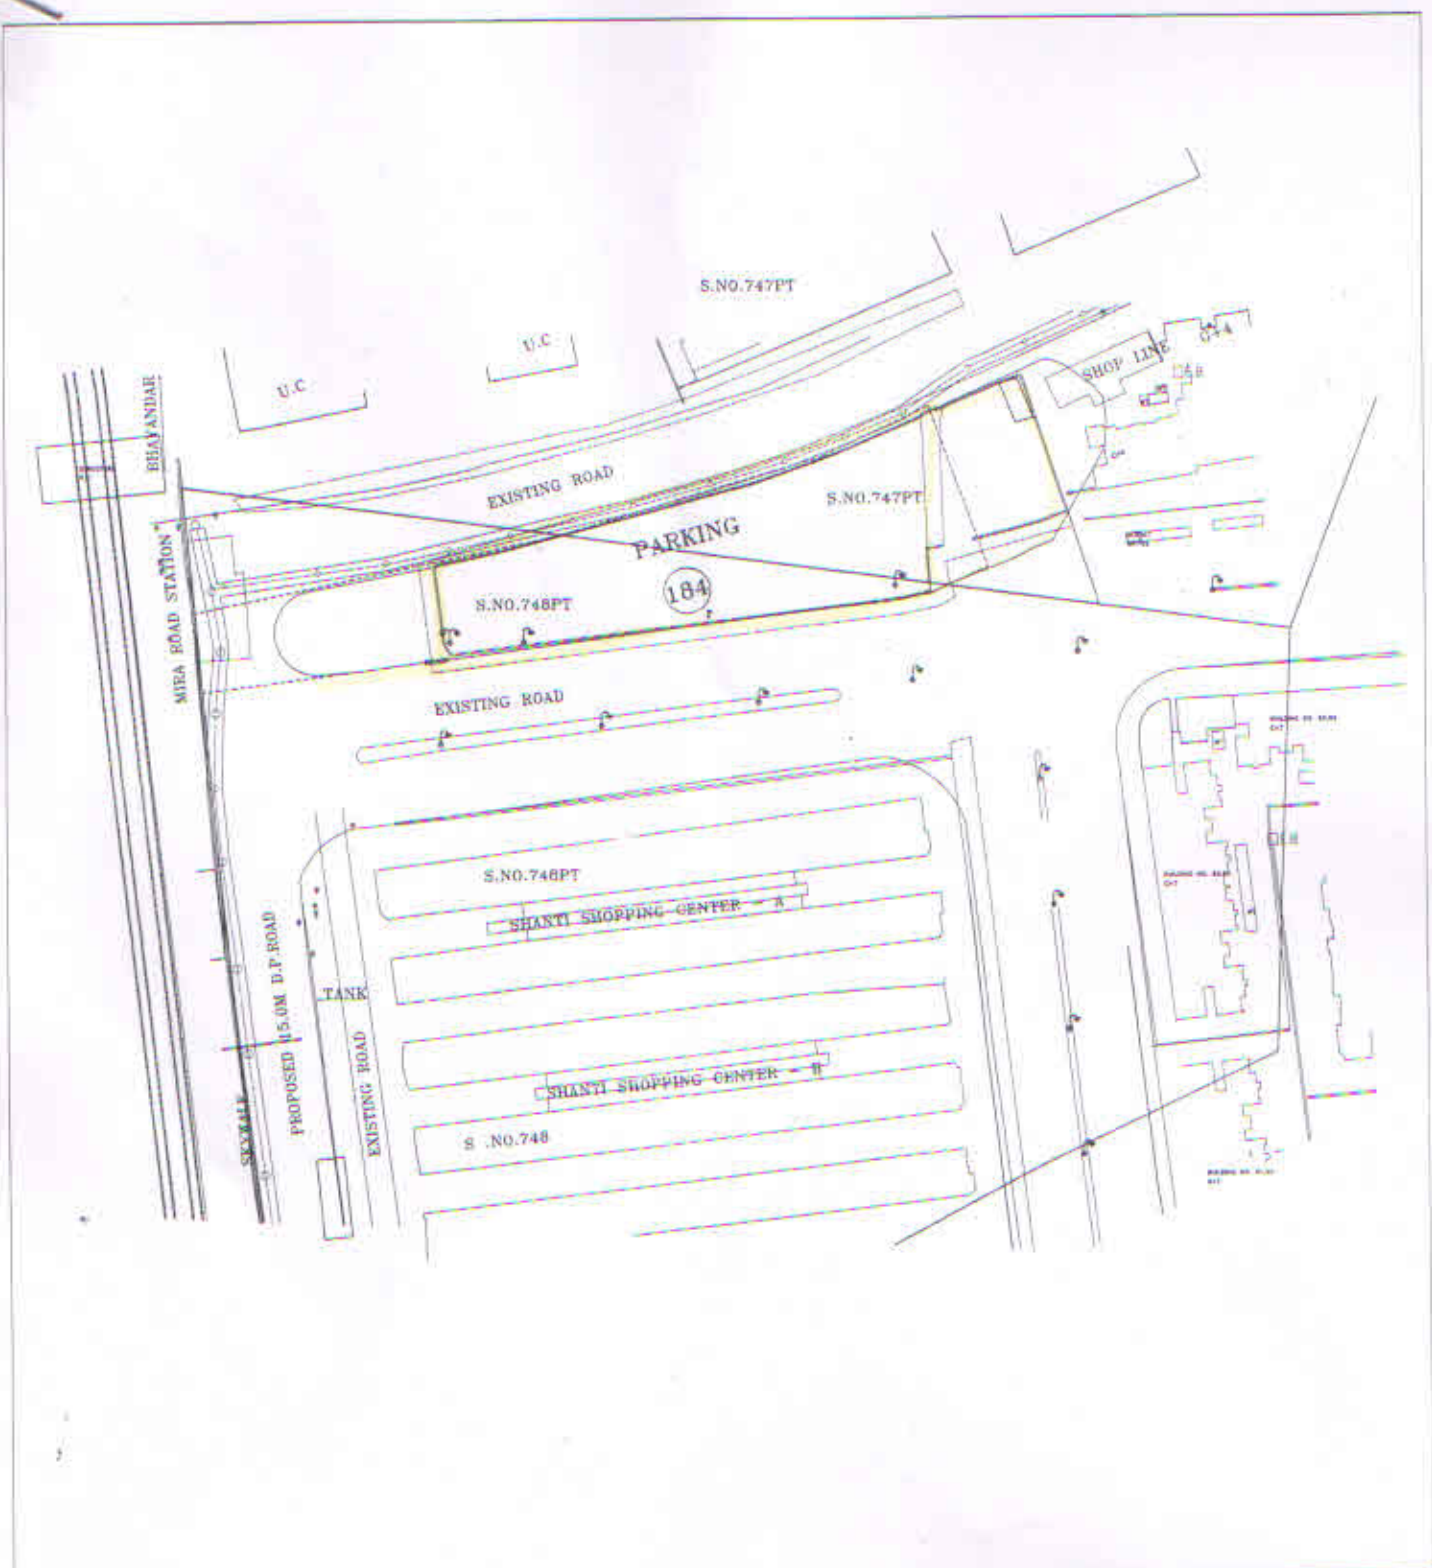 S.NO.747PT
U.C
U.C
SHOP LINE
G+4
BHAYANDAR
EXISTING ROAD
S.NO.747PT
PARKING
184
S.NO.748PT
MIRA ROAD STATION
EXISTING ROAD
S.NO.748PT
SHANTI SHOPPING CENTER - A
PROPOSED 15.0M D.P.ROAD
TANK
EXISTING ROAD
SHANTI SHOPPING CENTER - B
SKYWALK
S .NO.748